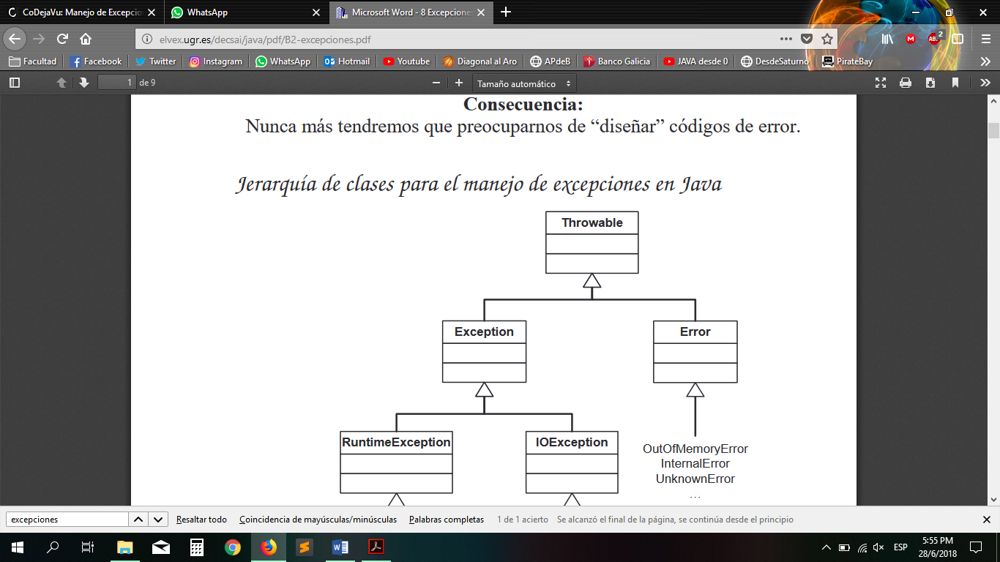 CoDejaVu: Manejo de Excepcio
WhatsApp
Microsoft Word - 8 Excepcione
elvex.ugr.es/decsai/java/pdf/B2-excepciones.pdf
2
Facultad
Facebook
Twitter
Instagram
WhatsApp
Hotmail
Youtube
Diagonal al Aro
APdeB
Banco Galicia
JAVA desde 0
DesdeSaturno
PirateBay
1 de 9
Tamaño automático
Consecuencia:
Nunca más tendremos que preocuparnos de “diseñar” códigos de error.
Jerarquía de clases para el manejo de excepciones en Java
Throwable
Exception
Error
RuntimeException
IOException
OutOfMemoryError
InternalError
UnknownError
...
excepciones
Resaltar todo
Coincidencia de mayúsculas/minúsculas
Palabras completas
1 de 1 acierto
Se alcanzó el final de la página, se continúa desde el principio
ESP
5:55 PM
28/6/2018